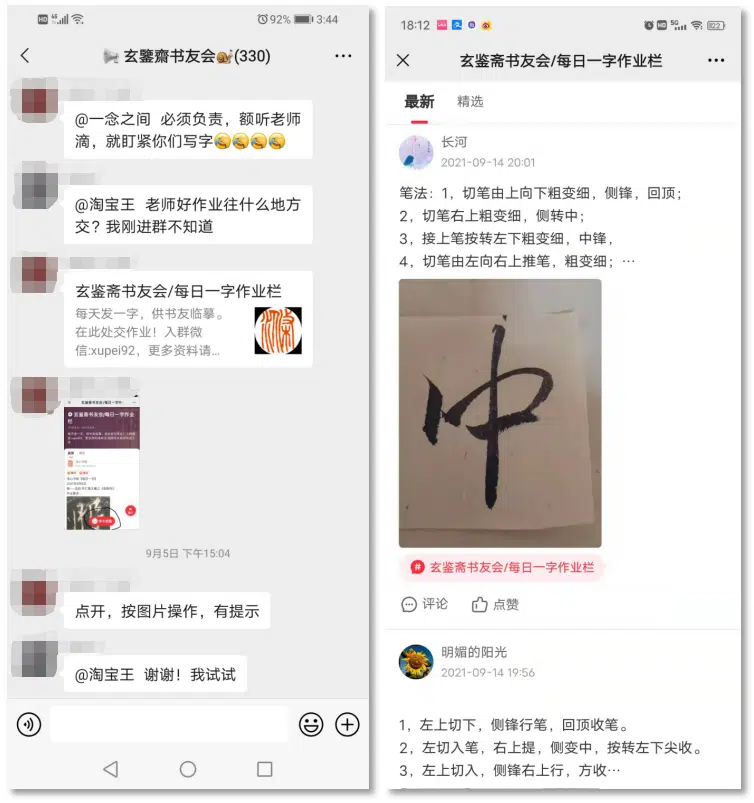 92% 3:44
玄鑒齋书友会(330)
@一念之间 必须负责，额听老师
滴，就盯紧你们写字
@淘宝王 老师好作业往什么地方
交？我刚进群不知道
玄鉴斋书友会/每日一字作业栏
每天发一字，供书友临摹。
在此处交作业！入群微
信:xupei92，更多资料请…
9月5日 下午15:04
点开，按图片操作，有提示
@淘宝王 谢谢！我试试
18:12
玄鉴斋书友会/每日一字作业栏
最新 精选
长河
2021-09-14 20:01
笔法：1，切笔由上向下粗变细，侧锋，回顶；
2，切笔右上粗变细，侧转中；
3，接上笔按转左下粗变细，中锋，
4，切笔由左向右上推笔，粗变细；…
中
玄鉴斋书友会/每日一字作业栏
评论 点赞
明媚的阳光
2021-09-14 19:56
1，左上切下，侧锋行笔，回顶收笔。
2，左切入笔，右上提，侧变中，按转左下尖收。
3，左上切入，侧锋右上行，方收…